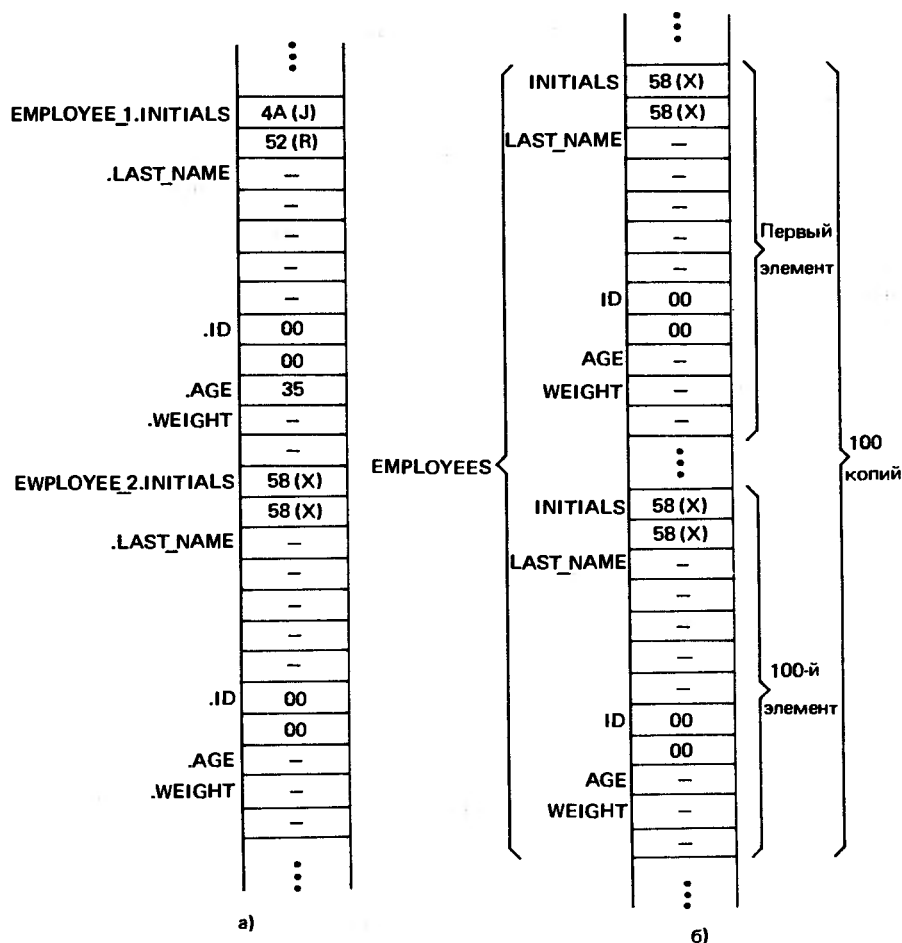 EMPLOYEE_1.INITIALS 4A (J)
52 (R)
.LAST_NAME –
–
–
–
–
.ID 00
00
.AGE 35
.WEIGHT –
–
EWPLOYEE_2.INITIALS 58 (X)
58 (X)
.LAST_NAME –
–
–
–
–
.ID 00
00
.AGE –
.WEIGHT –
–
а)
EMPLOYEES
INITIALS 58 (X)
58 (X)
LAST_NAME –
–
–
–
–
ID 00
00
AGE –
WEIGHT –
–
Первый
элемент
INITIALS 58 (X)
58 (X)
LAST_NAME –
–
–
–
–
ID 00
00
AGE –
WEIGHT –
–
100-й
элемент
100
копий
б)